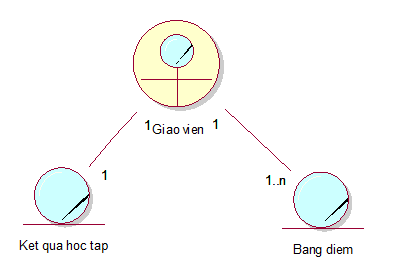 1 Giao vien 1
1 1..n
Ket qua hoc tap
Bang diem